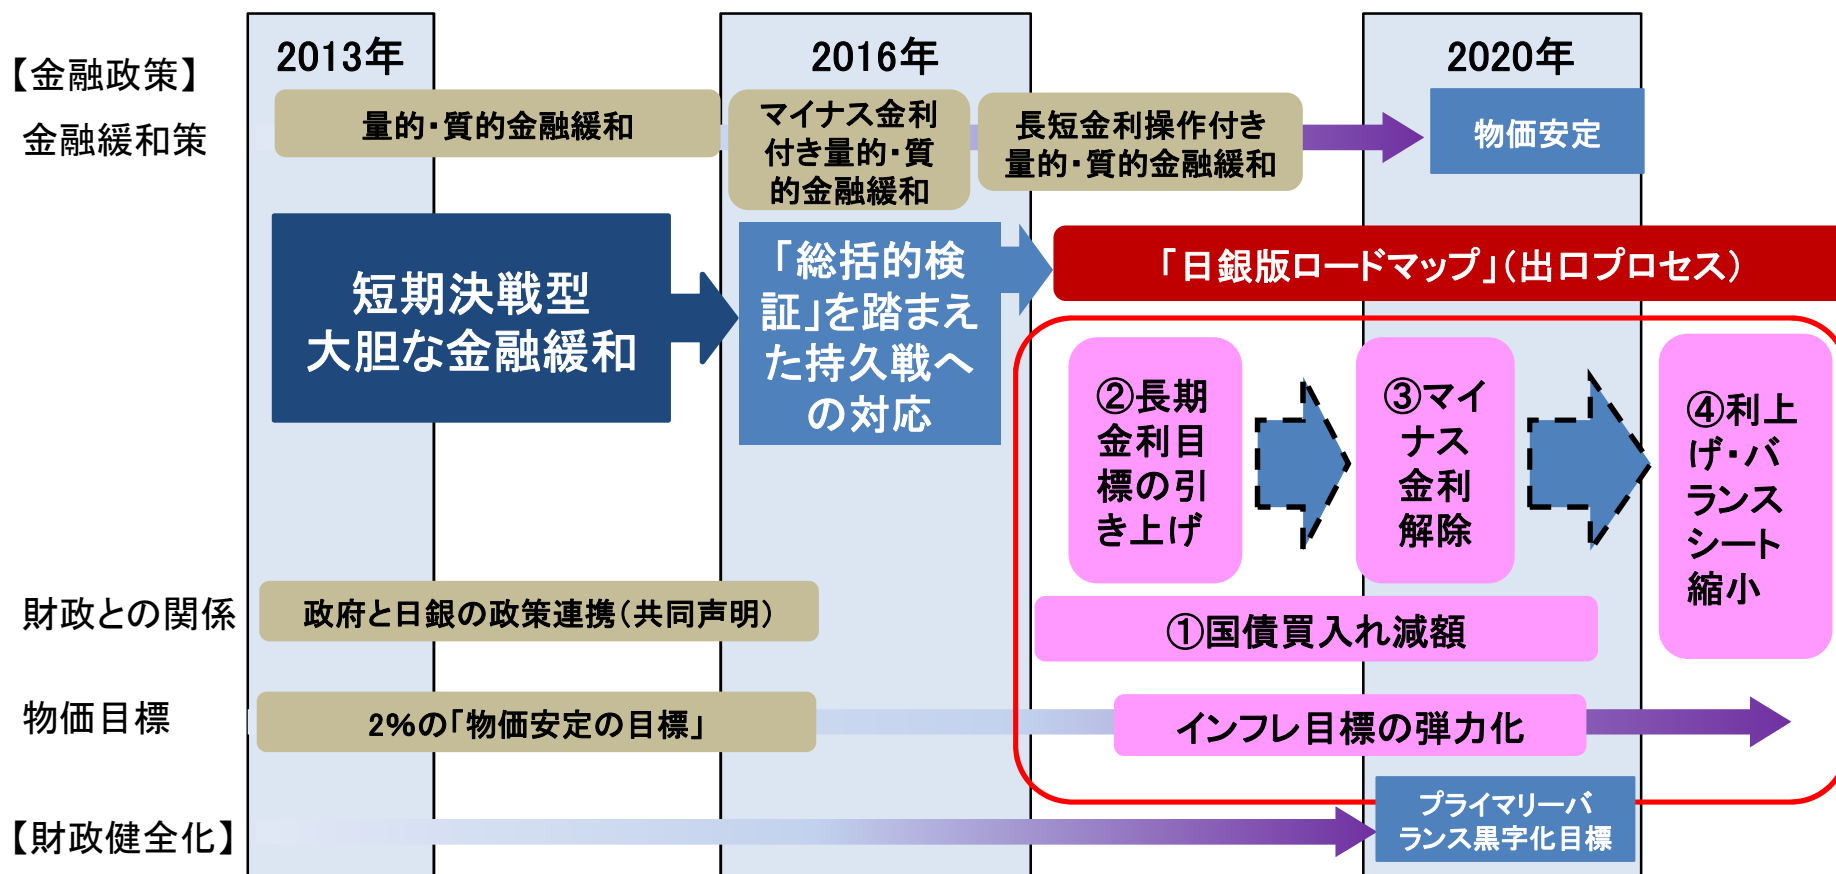 2013年
2016年
2020年
【金融政策】
金融緩和策
量的・質的金融緩和
マイナス金利
付き量的・質
的金融緩和
長短金利操作付き
量的・質的金融緩和
物価安定
短期決戦型
大胆な金融緩和
「総括的検
証」を踏まえ
た持久戦へ
の対応
「日銀版ロードマップ」(出口プロセス)
②長期
金利目
標の引
き上げ
③マイ
ナス
金利
解除
④利上
げ・バ
ランス
シート
縮小
財政との関係
政府と日銀の政策連携(共同声明)
①国債買入れ減額
物価目標
2%の「物価安定の目標」
インフレ目標の弾力化
【財政健全化】
プライマリーバ
ランス黒字化目標